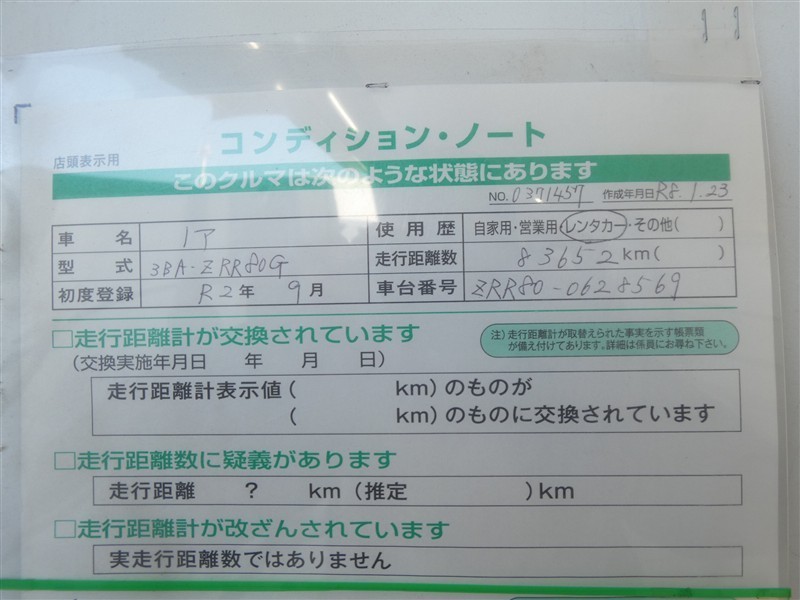 コンディション・ノート
店頭表示用
このクルマは次のような状態にあります
NO. 0371457 作成年月日 R8.1.23
車名 ノア 使用歴 自家用・営業用・レンタカー・その他( )
型式 3BA-ZRR80G 走行距離数 83652km( )
初度登録 R2年 9月 車台番号 ZRR80-0628569
□走行距離計が交換されています
注）走行距離計が取替えられた事実を示す帳票類
が備え付けてあります。詳細は係員にお尋ね下さい。
(交換実施年月日 年 月 日)
走行距離計表示値( km)のものが
( km)のものに交換されています
□走行距離数に疑義があります
走行距離 ? km (推定 )km
□走行距離計が改ざんされています
実走行距離数ではありません